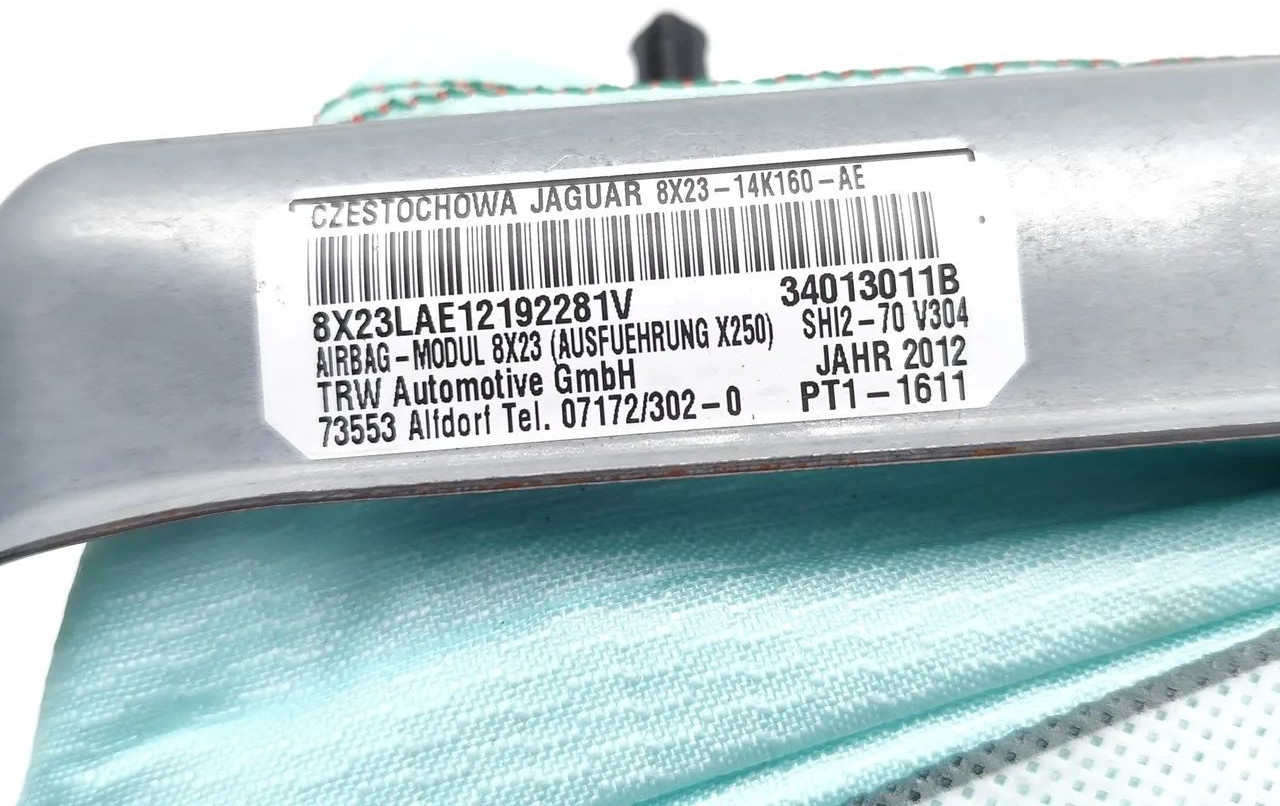 CZESTOCHOWA JAGUAR 8X23-14K160-AE
8X23LAE12192281V 34013011B
AIRBAG-MODUL 8X23 (AUSFUEHRUNG X250) SHI2-70 V304
TRW Automotive GmbH JAHR 2012
73553 Alfdorf Tel. 07172/302-0 PT1-1611